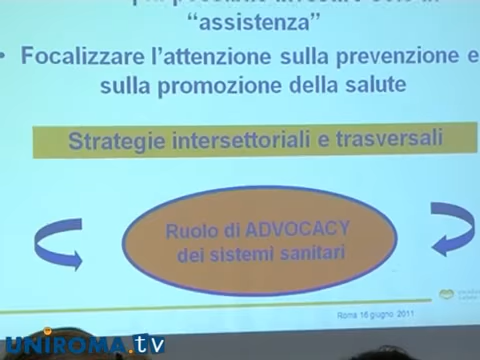 “assistenza”
• Focalizzare l’attenzione sulla prevenzione e
sulla promozione della salute
Strategie intersettoriali e trasversali
Ruolo di ADVOCACY
dei sistemi sanitari
Roma 16 giugno 2011
UNIROMA.tv